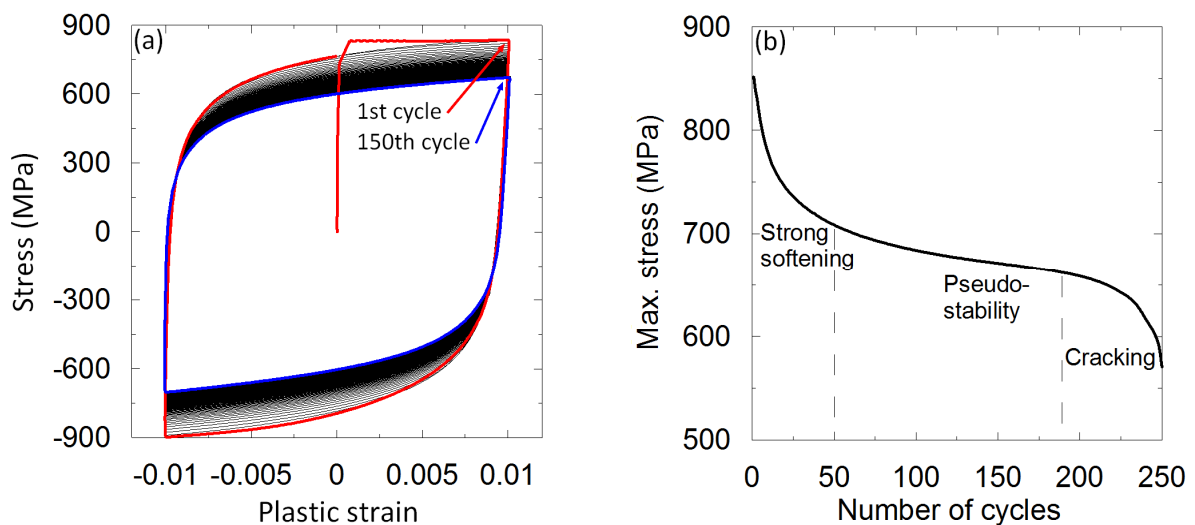 (a)
900
600
300
0
-300
-600
-900
Stress (MPa)
1st cycle
150th cycle
-0.01 -0.005 0 0.005 0.01
Plastic strain
(b)
900
800
700
600
500
Max. stress (MPa)
Strong
softening
Pseudo-
stability
Cracking
0 50 100 150 200 250
Number of cycles